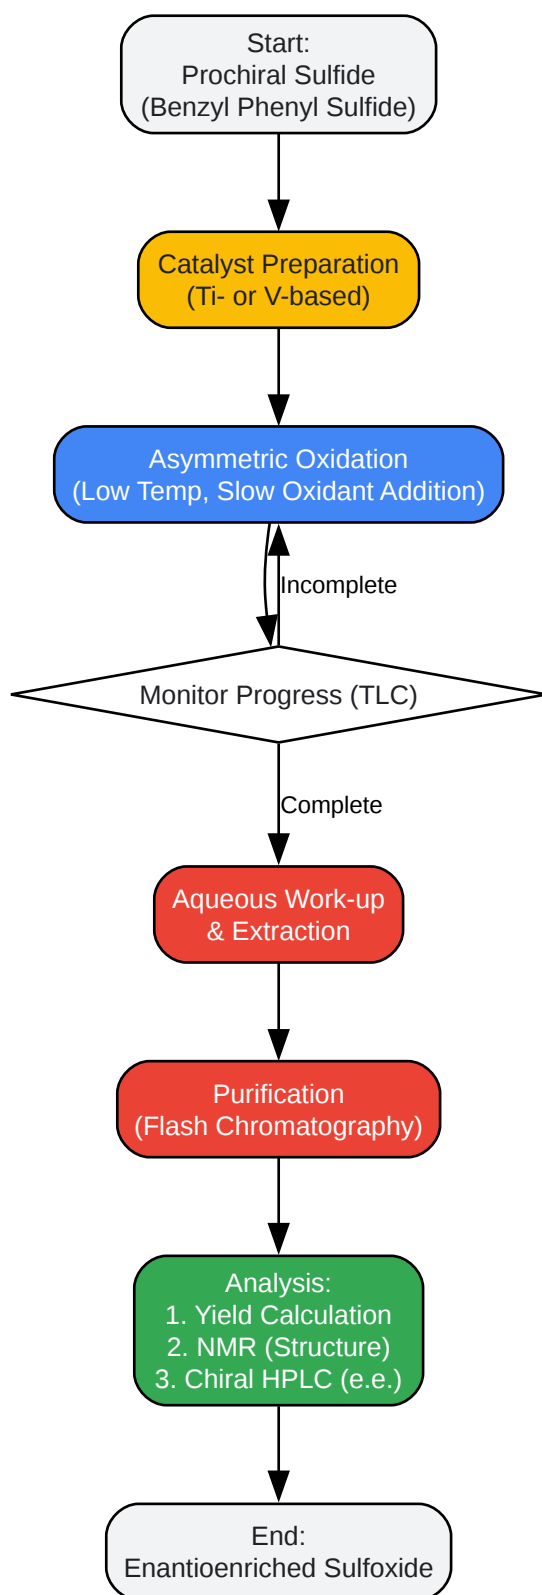 Start:
Prochiral Sulfide
(Benzyl Phenyl Sulfide)
Catalyst Preparation
(Ti- or V-based)
Asymmetric Oxidation
(Low Temp, Slow Oxidant Addition)
Incomplete
Monitor Progress (TLC)
Complete
Aqueous Work-up
& Extraction
Purification
(Flash Chromatography)
Analysis:
1. Yield Calculation
2. NMR (Structure)
3. Chiral HPLC (e.e.)
End:
Enantioenriched Sulfoxide